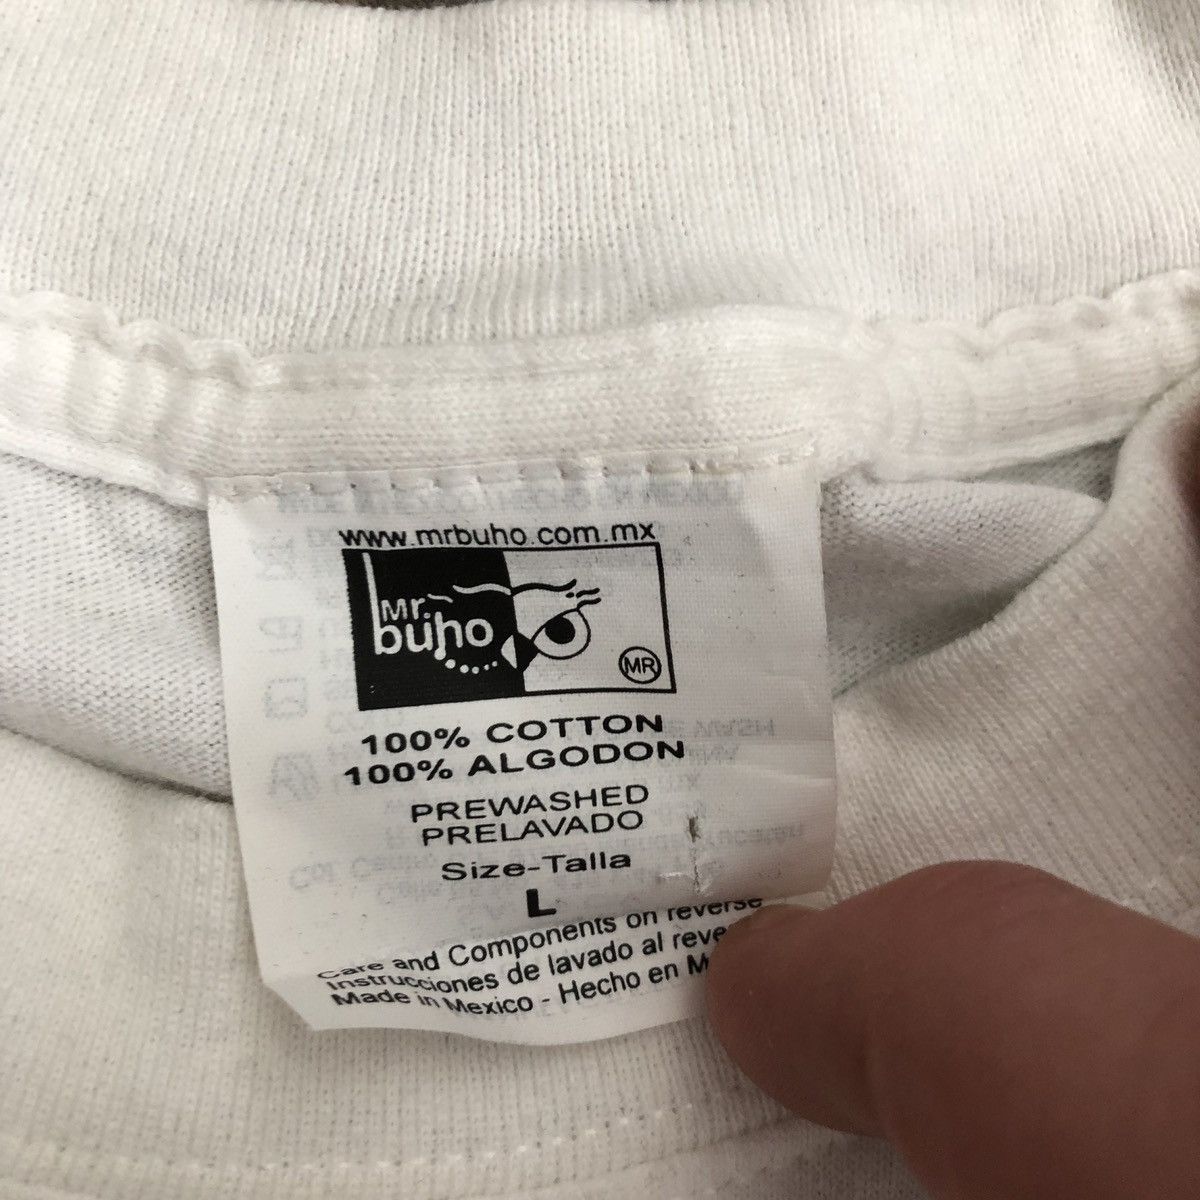 www.mrbuho.com.mx
Mr.
buho
MR
100% COTTON
100% ALGODON
PREWASHED
PRELAVADO
Size-Talla
L
Care and Components on reverse
Instrucciones de lavado al
Made in Mexico - Hecho en